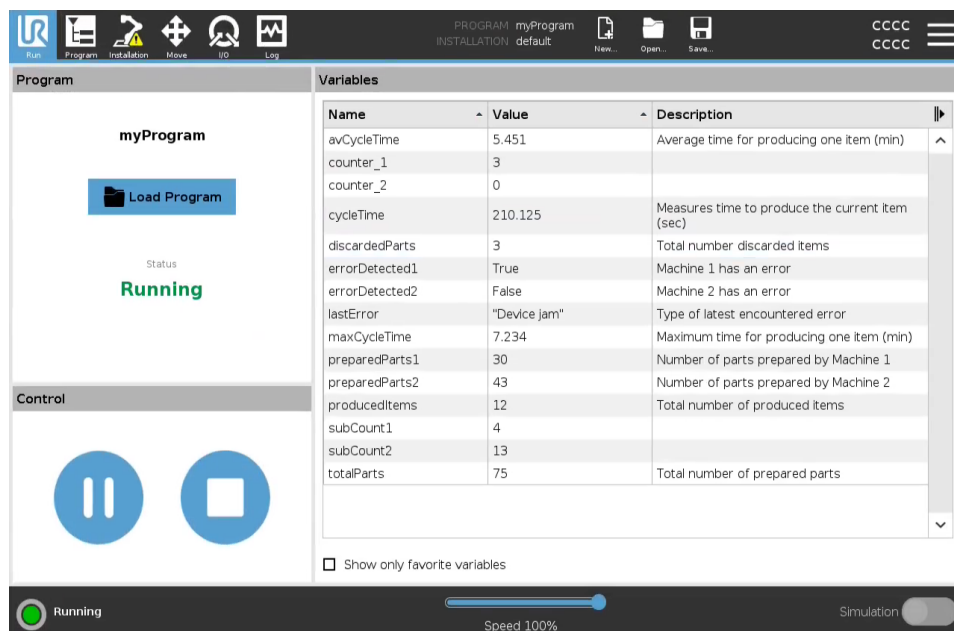 UR
PROGRAM myProgram
INSTALLATION default
CCCC
CCCC
Run Program Installation Move I/O Log New... Open... Save...
Program
myProgram
Load Program
Status
Running
Control
Variables
Name Value Description
avCycleTime 5.451 Average time for producing one item (min)
counter_1 3
counter_2 0
cycleTime 210.125 Measures time to produce the current item
(sec)
discardedParts 3 Total number discarded items
errorDetected1 True Machine 1 has an error
errorDetected2 False Machine 2 has an error
lastError "Device jam" Type of latest encountered error
maxCycleTime 7.234 Maximum time for producing one item (min)
preparedParts1 30 Number of parts prepared by Machine 1
preparedParts2 43 Number of parts prepared by Machine 2
producedItems 12 Total number of produced items
subCount1 4
subCount2 13
totalParts 75 Total number of prepared parts
Show only favorite variables
Running
Speed 100%
Simulation